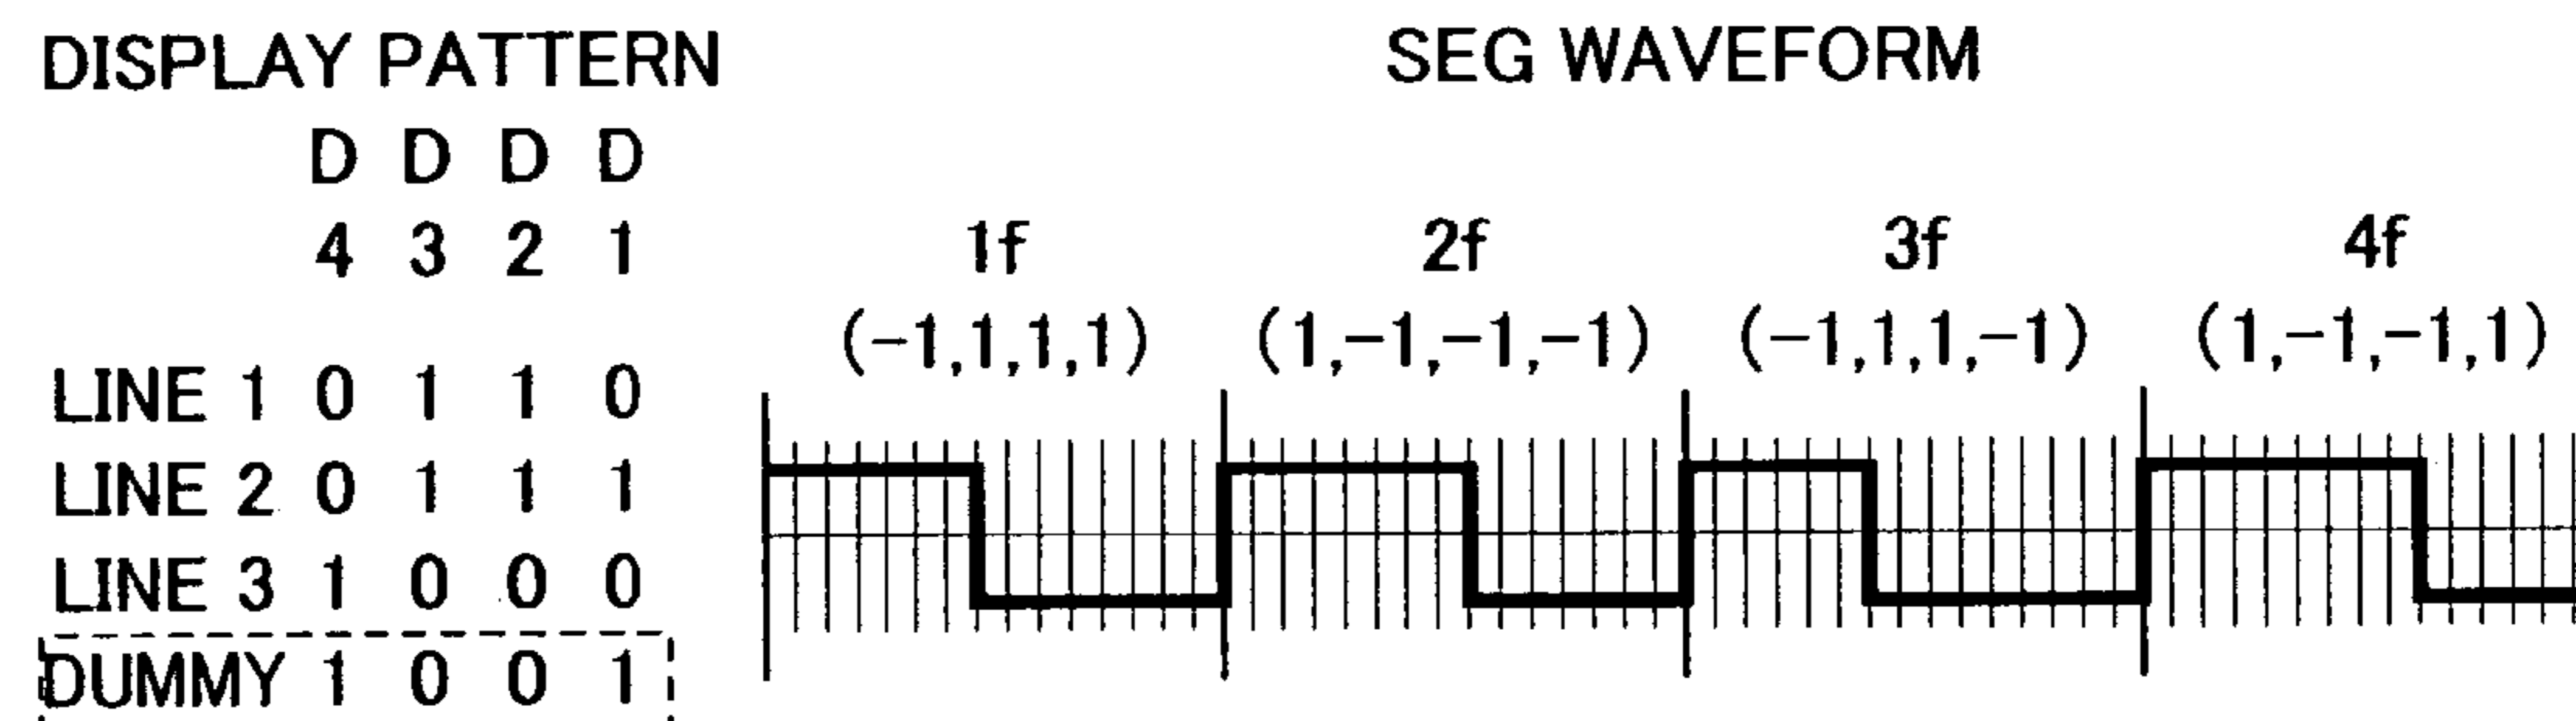 DISPLAY PATTERN
SEG WAVEFORM
D D D D
4 3 2 1
1f 2f 3f 4f
(-1,1,1,1) (1,-1,-1,-1) (-1,1,1,-1) (1,-1,-1,1)
LINE 1 0 1 1 0
LINE 2 0 1 1 1
LINE 3 1 0 0 0
DUMMY 1 0 0 1